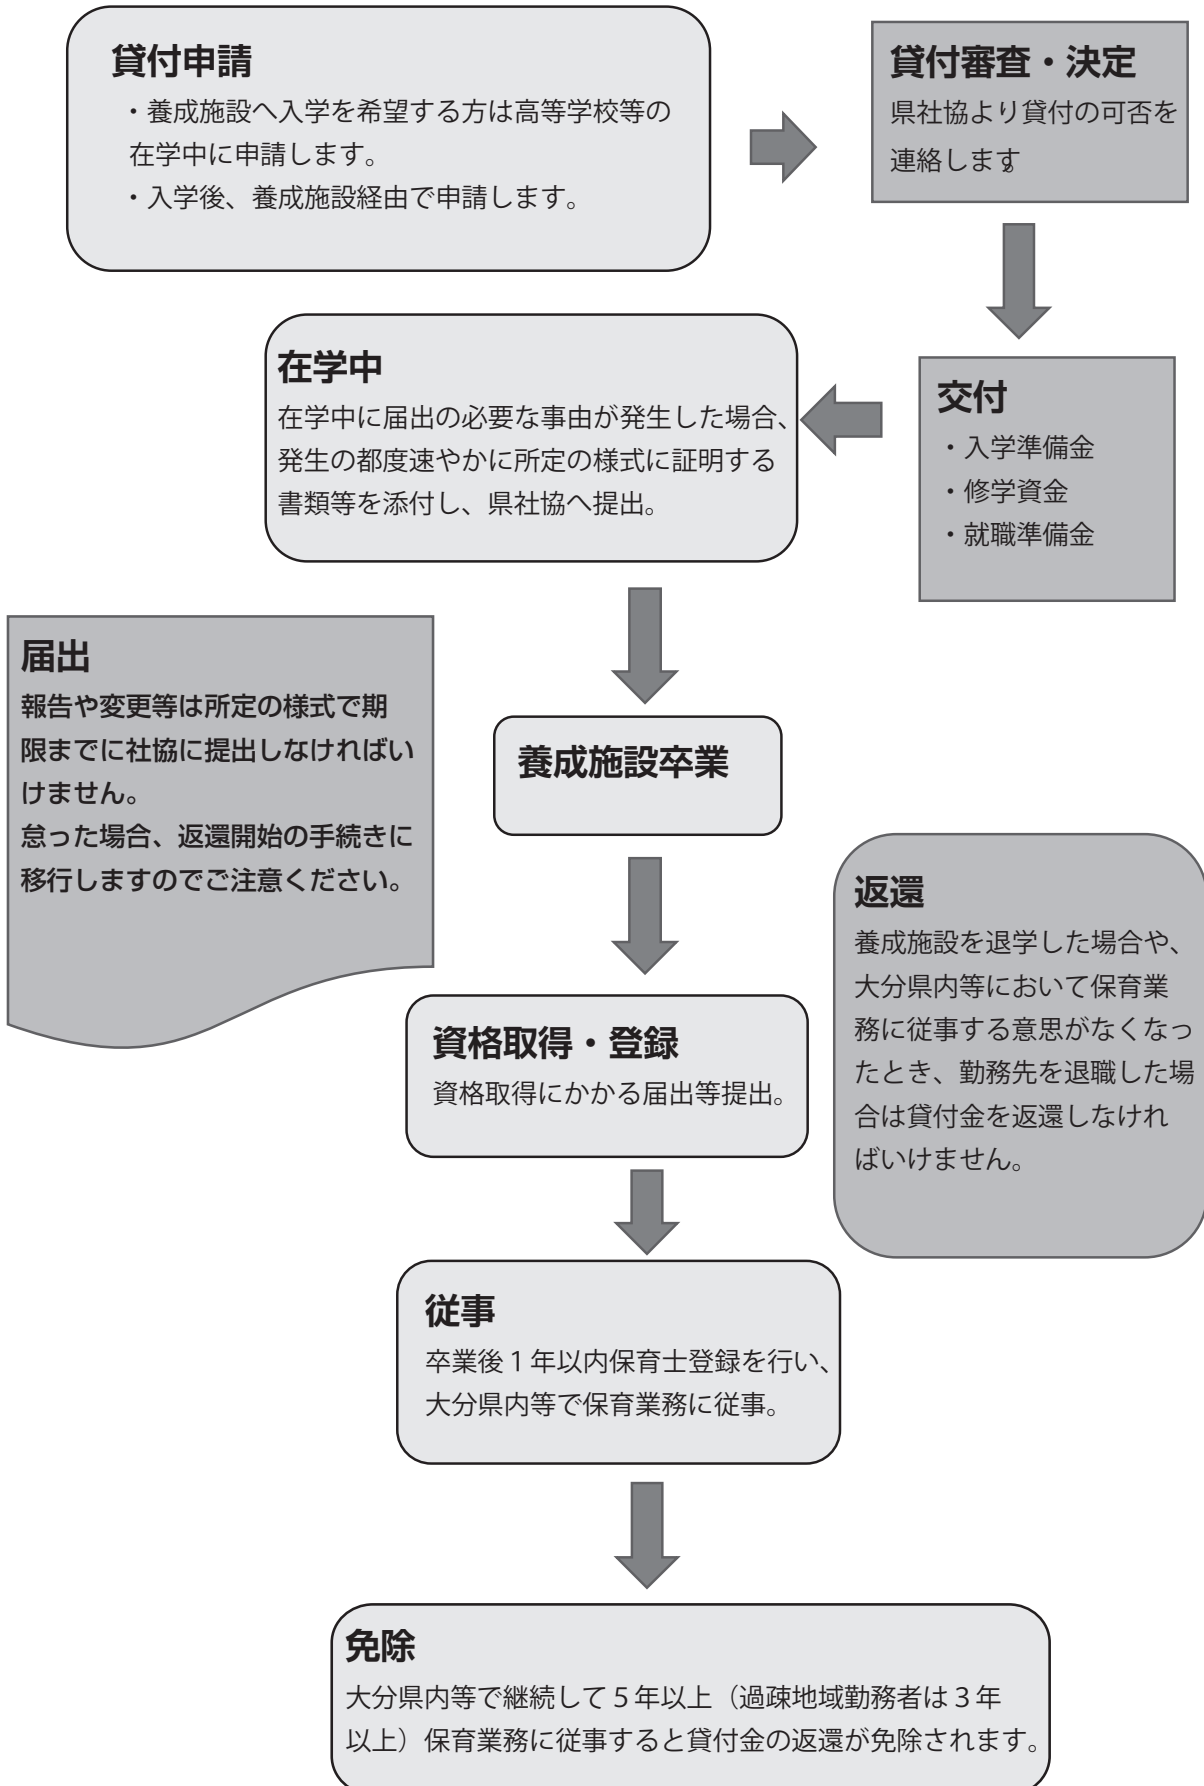 貸付申請
・養成施設へ入学を希望する方は高等学校等の
在学中に申請します。
・入学後、養成施設経由で申請します。
貸付審査・決定
県社協より貸付の可否を
連絡します。
交付
・入学準備金
・修学資金
・就職準備金
在学中
在学中に届出の必要な事由が発生した場合、
発生の都度速やかに所定の様式に証明する
書類等を添付し、県社協へ提出。
届出
報告や変更等は所定の様式で期
限までに社協に提出しなければい
けません。
怠った場合、返還開始の手続きに
移行しますのでご注意ください。
養成施設卒業
返還
養成施設を退学した場合や、
大分県内等において保育業
務に従事する意思がなくなっ
たとき、勤務先を退職した場
合は貸付金を返還しなけれ
ばいけません。
資格取得・登録
資格取得にかかる届出等提出。
従事
卒業後1年以内保育士登録を行い、
大分県内等で保育業務に従事。
免除
大分県内等で継続して5年以上（過疎地域勤務者は3年
以上）保育業務に従事すると貸付金の返還が免除されます。